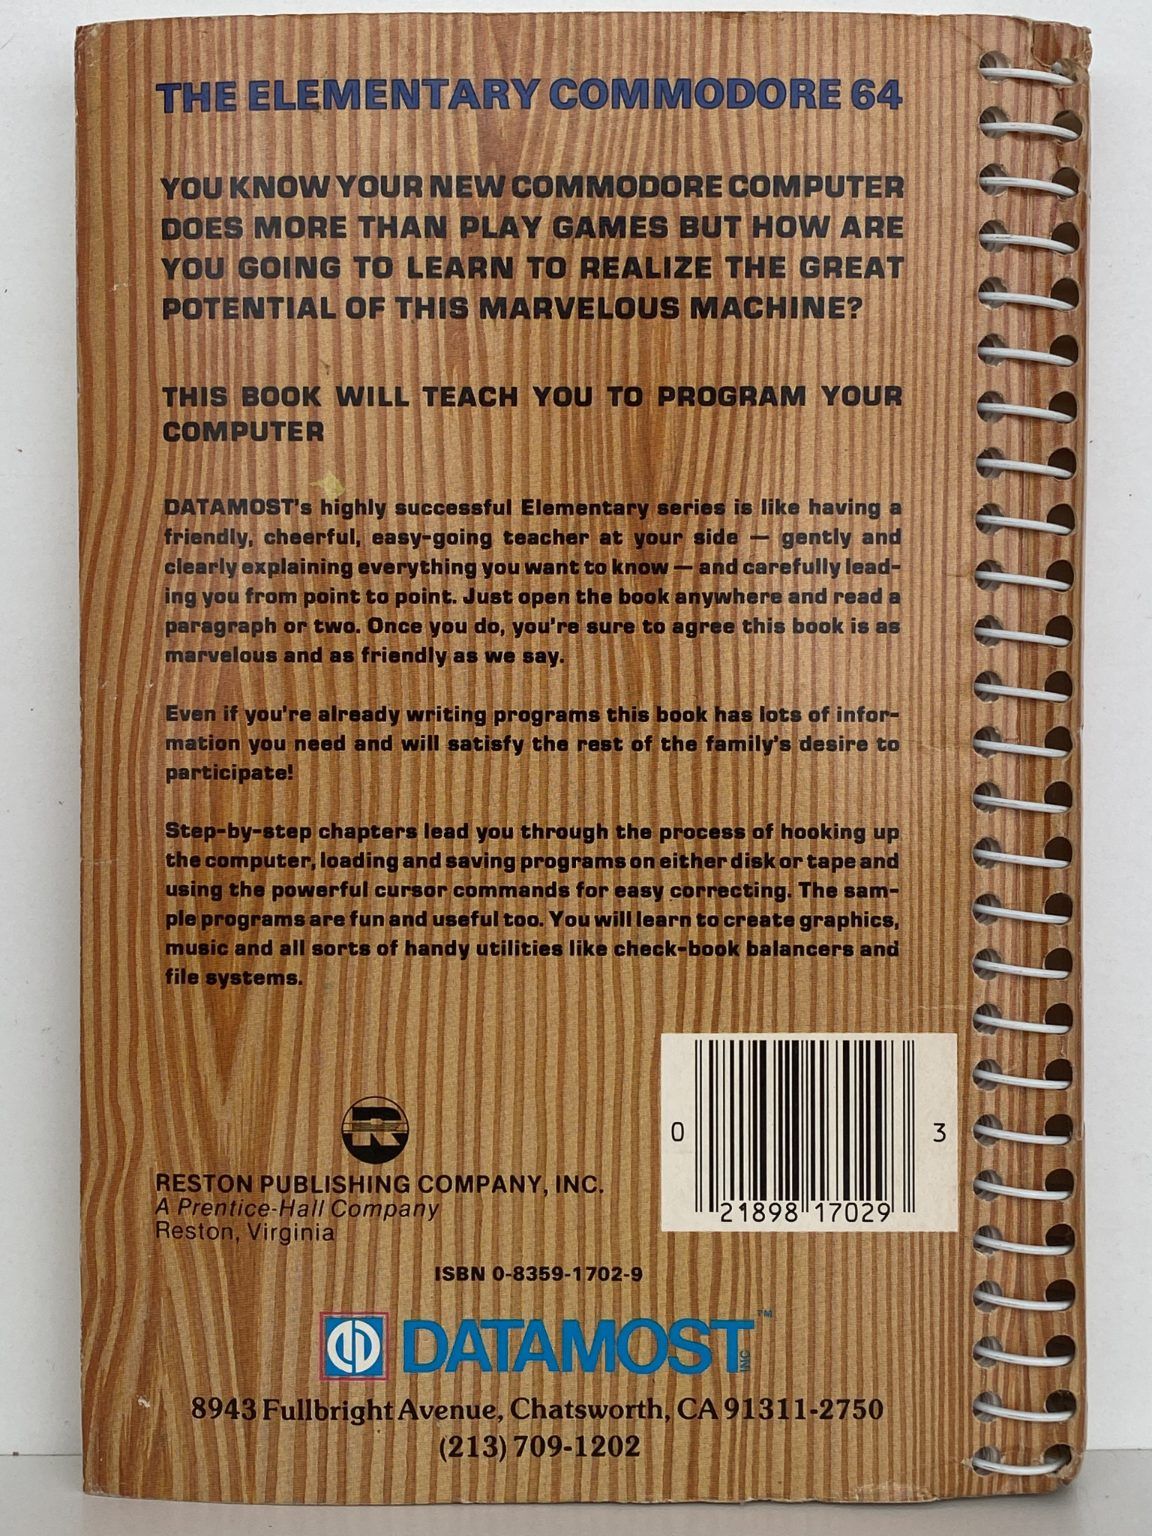 THE ELEMENTARY COMMODORE 64
YOU KNOW YOUR NEW COMMODORE COMPUTER
DOES MORE THAN PLAY GAMES BUT HOW ARE
YOU GOING TO LEARN TO REALIZE THE GREAT
POTENTIAL OF THIS MARVELOUS MACHINE?
THIS BOOK WILL TEACH YOU TO PROGRAM YOUR
COMPUTER
DATAMOST's highly successful Elementary series is like having a
friendly, cheerful, easy-going teacher at your side — gently and
clearly explaining everything you want to know — and carefully lead-
ing you from point to point. Just open the book anywhere and read a
paragraph or two. Once you do, you're sure to agree this book is as
marvelous and as friendly as we say.
Even if you're already writing programs this book has lots of infor-
mation you need and will satisfy the rest of the family's desire to
participate!
Step-by-step chapters lead you through the process of hooking up
the computer, loading and saving programs on either disk or tape and
using the powerful cursor commands for easy correcting. The sam-
ple programs are fun and useful too. You will learn to create graphics,
music and all sorts of handy utilities like check-book balancers and
file systems.
0 21898 17029 3
R
RESTON PUBLISHING COMPANY, INC.
A Prentice-Hall Company
Reston, Virginia
ISBN 0-8359-1702-9
DATAMOST INC ™
8943 Fullbright Avenue, Chatsworth, CA 91311-2750
(213) 709-1202